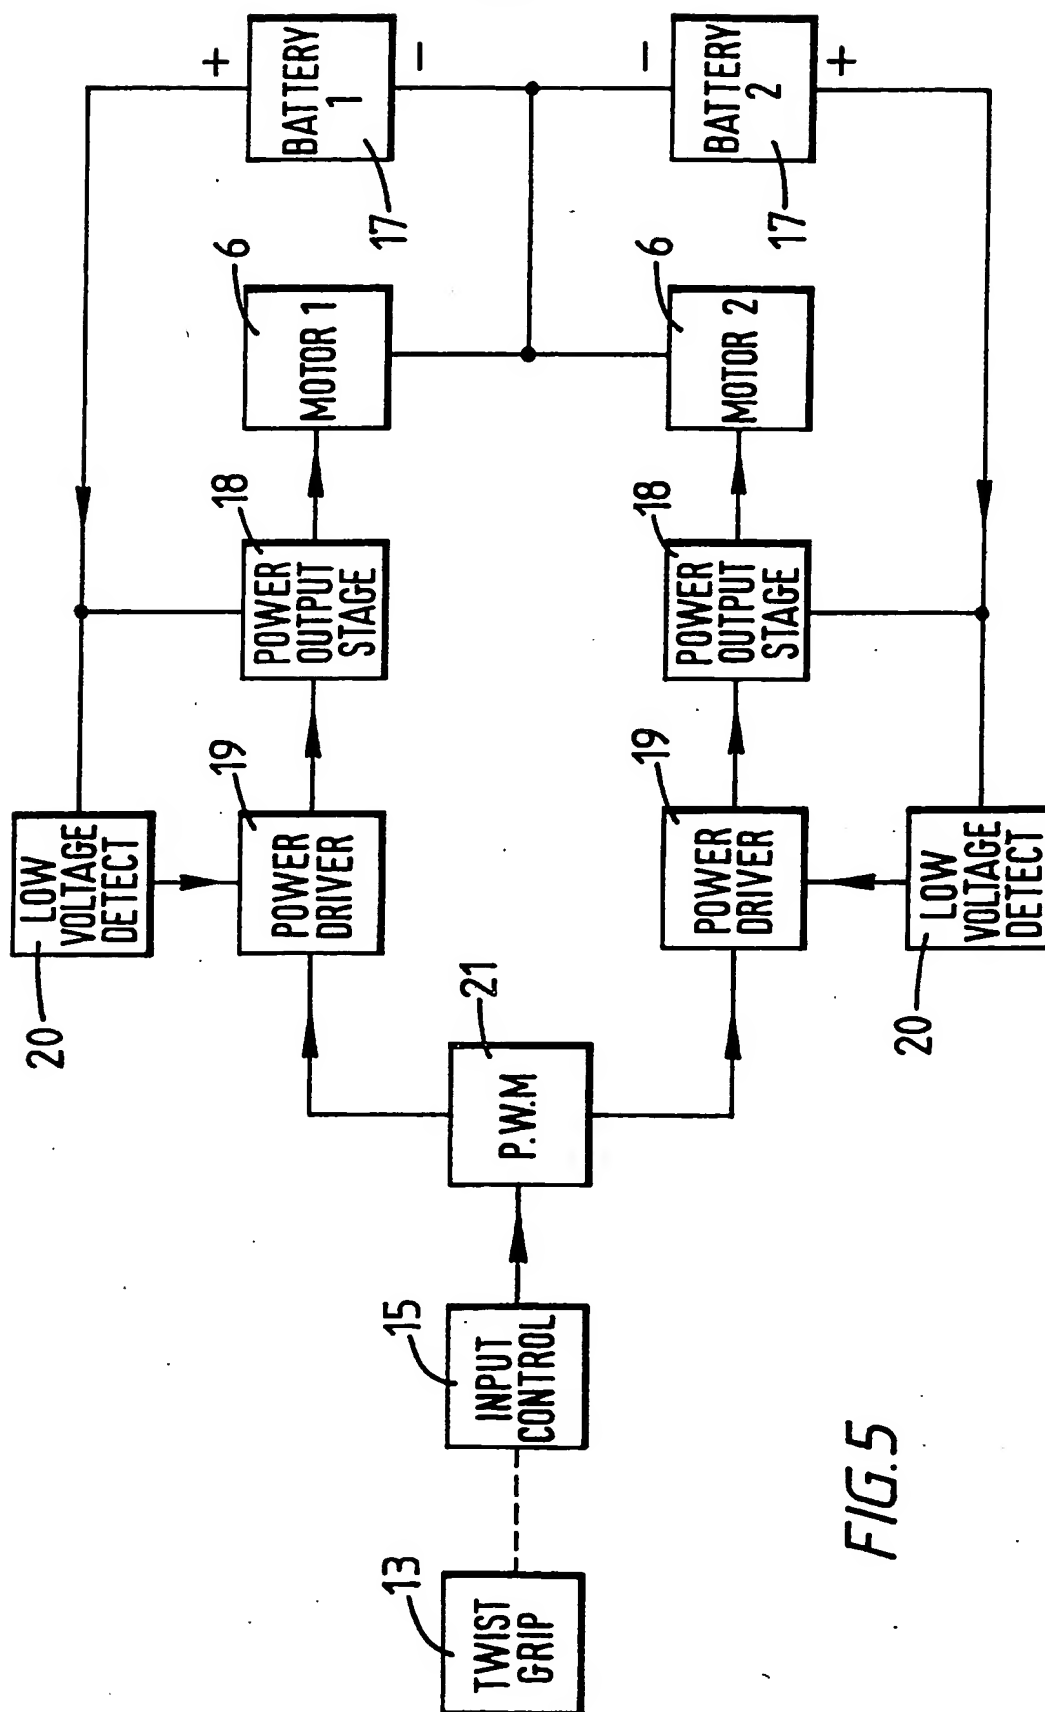 BATTERY
1
+
-
17
-
BATTERY
2
+
17
6
MOTOR 1
6
MOTOR 2
18
POWER
OUTPUT
STAGE
18
POWER
OUTPUT
STAGE
20
LOW
VOLTAGE
DETECT
19
POWER
DRIVER
19
POWER
DRIVER
20
LOW
VOLTAGE
DETECT
21
P.W.M
15
INPUT
CONTROL
13
TWIST
GRIP
FIG.5